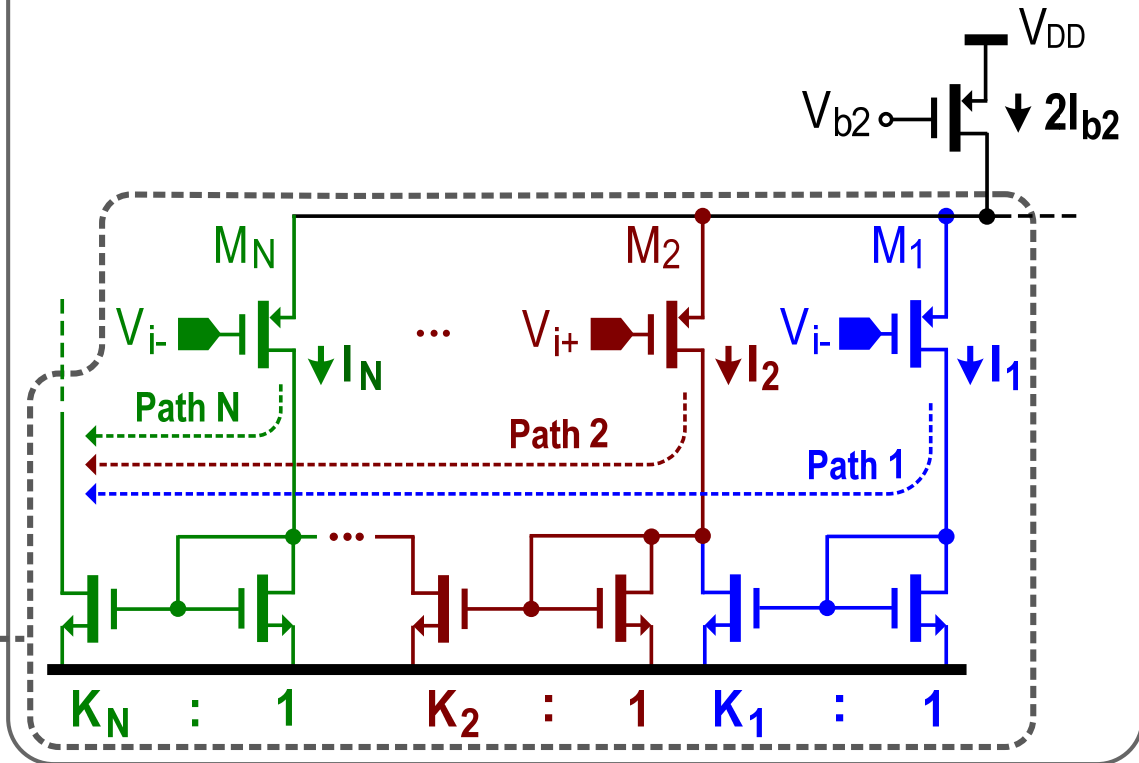 VDD
Vb2 2Ib2
MN M2 M1
Vi- ... Vi+ Vi-
IN I2 I1
Path N Path 2 Path 1
...
KN : 1 K2 : 1 K1 : 1